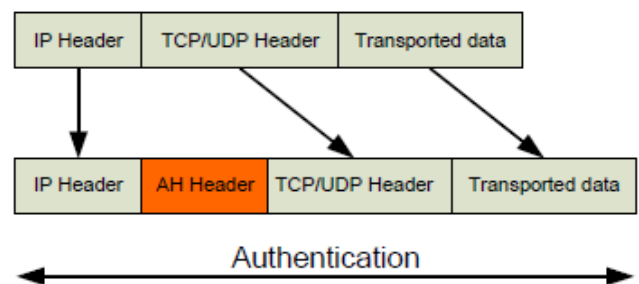 IP Header TCP/UDP Header Transported data
IP Header AH Header TCP/UDP Header Transported data
Authentication